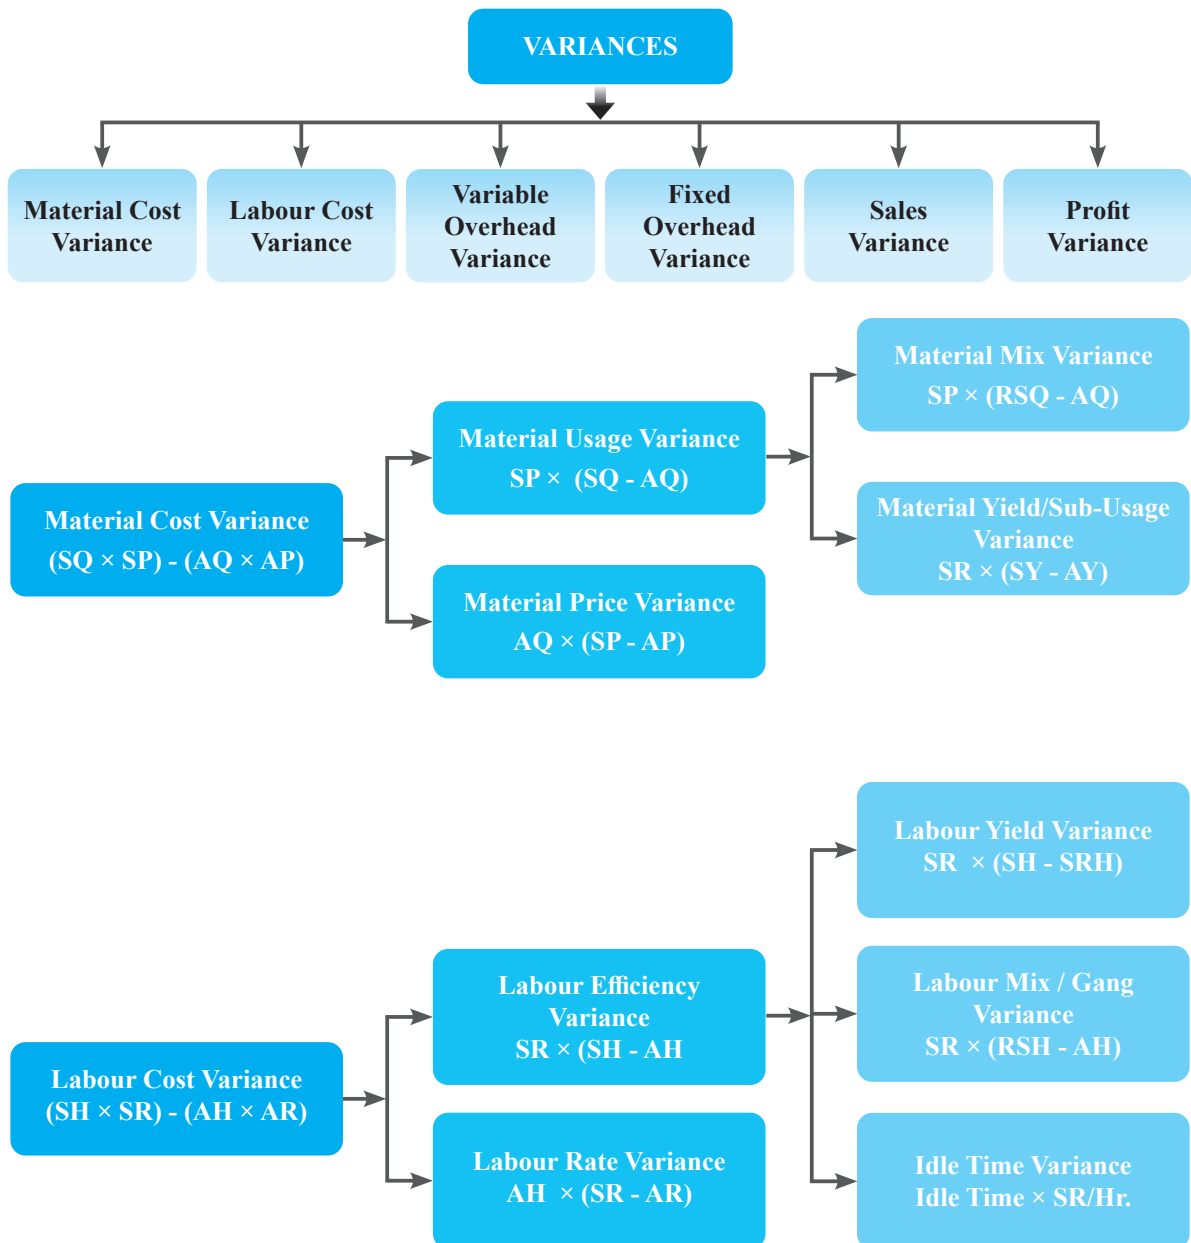 VARIANCES
Material Cost
Variance
Labour Cost
Variance
Variable
Overhead
Variance
Fixed
Overhead
Variance
Sales
Variance
Profit
Variance
Material Cost Variance
(SQ × SP) - (AQ × AP)
Material Usage Variance
SP × (SQ - AQ)
Material Price Variance
AQ × (SP - AP)
Material Mix Variance
SP × (RSQ - AQ)
Material Yield/Sub-Usage
Variance
SR × (SY - AY)
Labour Cost Variance
(SH × SR) - (AH × AR)
Labour Efficiency
Variance
SR × (SH - AH
Labour Rate Variance
AH × (SR - AR)
Labour Yield Variance
SR × (SH - SRH)
Labour Mix / Gang
Variance
SR × (RSH - AH)
Idle Time Variance
Idle Time × SR/Hr.